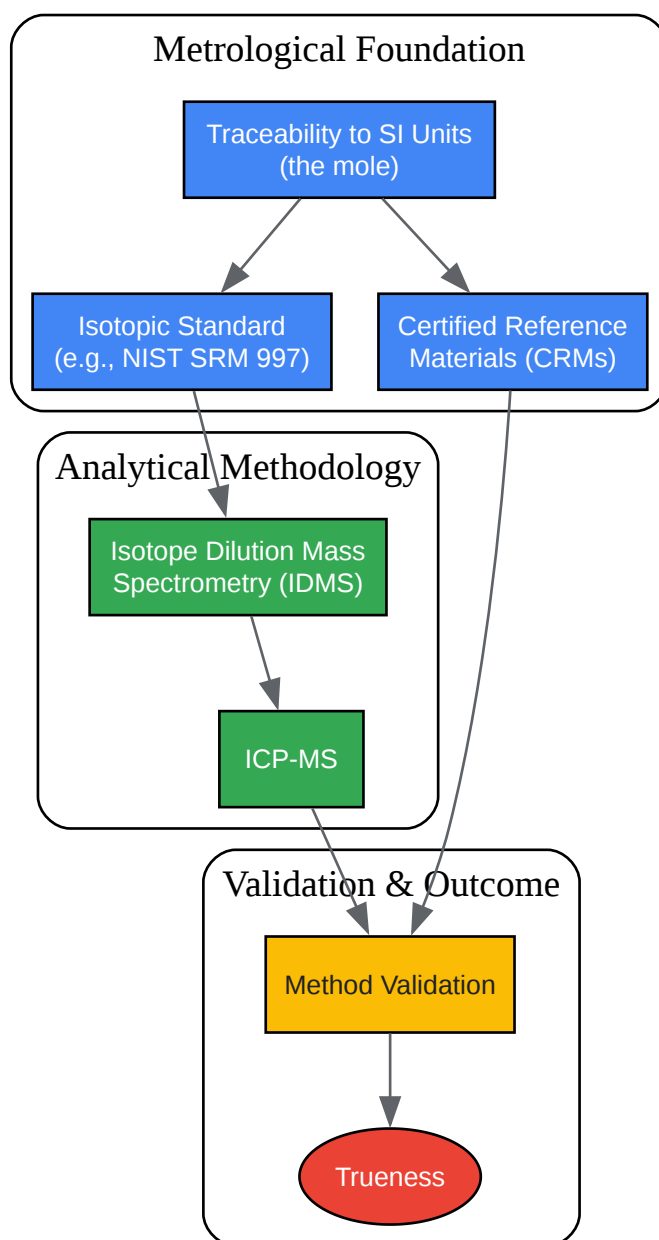 Metrological Foundation
Traceability to SI Units
(the mole)
Isotopic Standard
(e.g., NIST SRM 997)
Certified Reference
Materials (CRMs)
Analytical Methodology
Isotope Dilution Mass
Spectrometry (IDMS)
ICP-MS
Validation & Outcome
Method Validation
Trueness